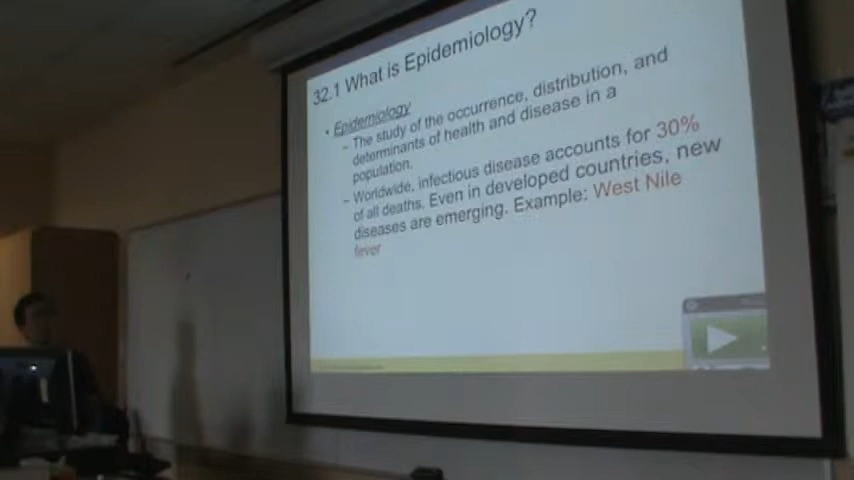 32.1 What is Epidemiology?
• Epidemiology
– The study of the occurrence, distribution, and
determinants of health and disease in a
population.
– Worldwide, infectious disease accounts for 30%
of all deaths. Even in developed countries, new
diseases are emerging. Example: West Nile
fever